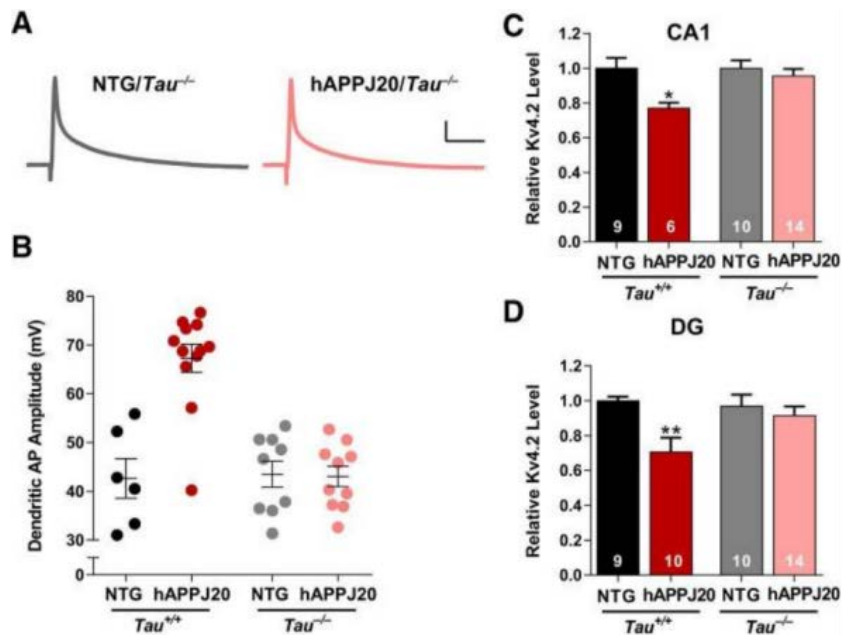 A
NTG/Tau–/–
hAPPJ20/Tau–/–
B
Dendritic AP Amplitude (mV)
80
70
60
50
40
30
0
NTG hAPPJ20 NTG hAPPJ20
Tau+/+ Tau–/–
C
CA1
Relative Kv4.2 Level
1.2
1.0
0.8
0.6
0.4
0.2
0.0
*
9 6 10 14
NTG hAPPJ20 NTG hAPPJ20
Tau+/+ Tau–/–
D
DG
Relative Kv4.2 Level
1.2
1.0
0.8
0.6
0.4
0.2
0.0
**
9 10 10 14
NTG hAPPJ20 NTG hAPPJ20
Tau+/+ Tau–/–